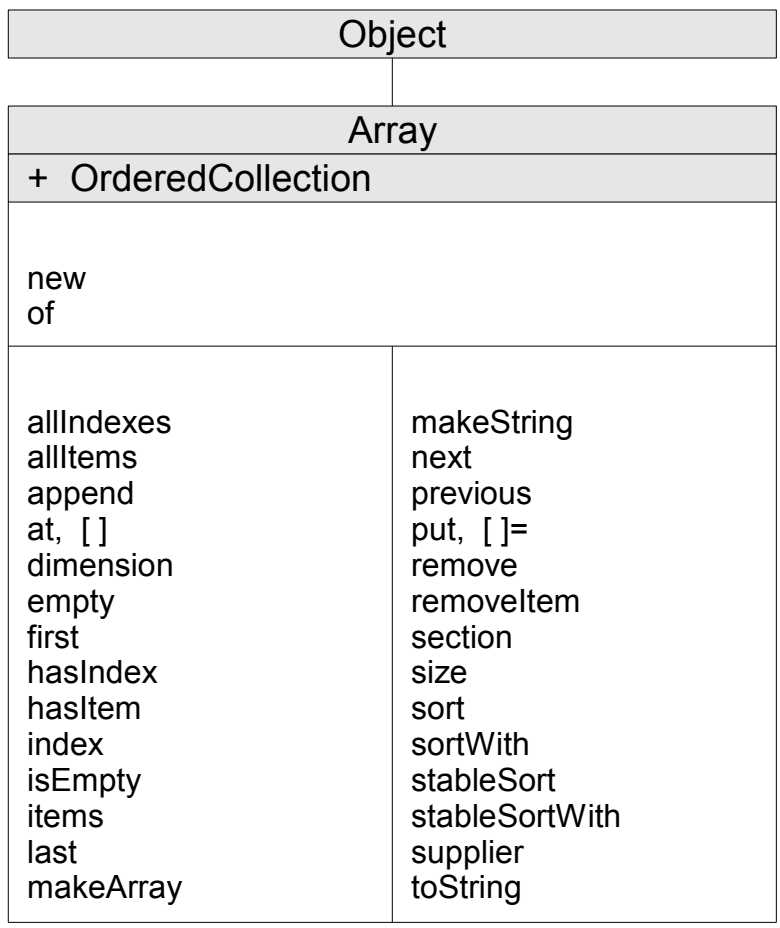 Object
Array
+ OrderedCollection
new
of
allIndexes
allItems
append
at, [ ]
dimension
empty
first
hasIndex
hasItem
index
isEmpty
items
last
makeArray
makeString
next
previous
put, [ ]=
remove
removeItem
section
size
sort
sortWith
stableSort
stableSortWith
supplier
toString